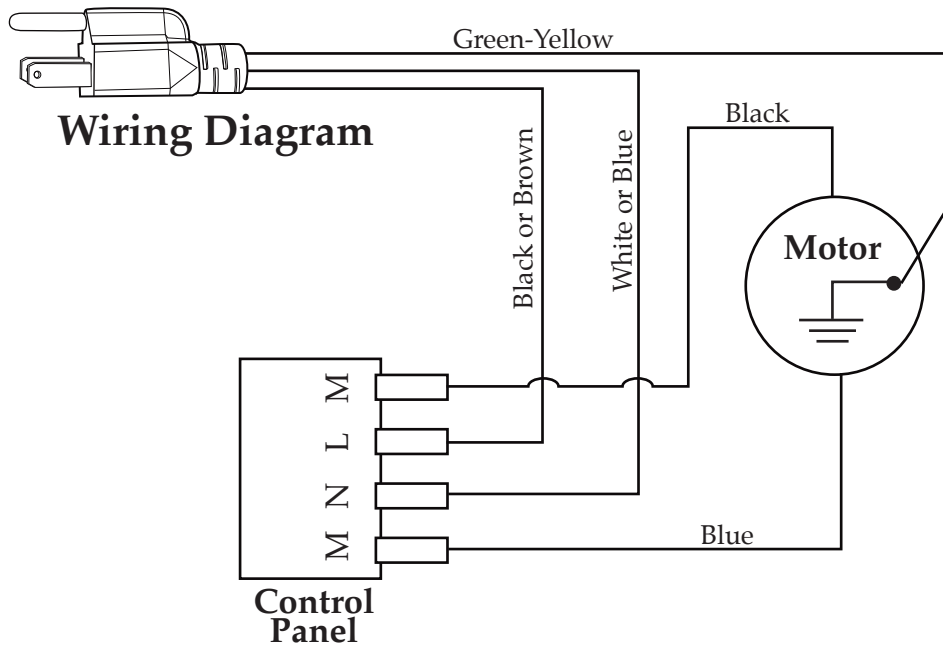 Green-Yellow
Wiring Diagram
Black or Brown
White or Blue
Black
Motor
M
L
N
M
Blue
Control
Panel